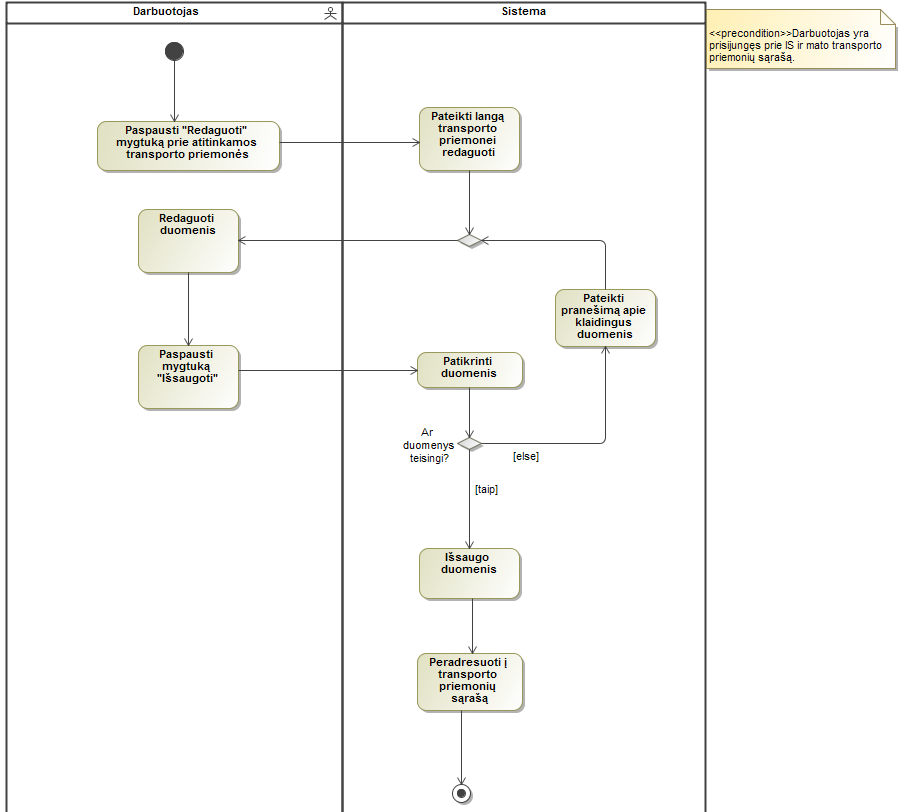 Darbuotojas
Sistema
<<precondition>>Darbuotojas yra
prisijungęs prie IS ir mato transporto
priemonių sąrašą.
Paspausti "Redaguoti"
mygtuką prie atitinkamos
transporto priemonės
Pateikti langą
transporto
priemonei
redaguoti
Redaguoti
duomenis
Pateikti
pranešimą apie
klaidingus
duomenis
Paspausti
mygtuką
"Išsaugoti"
Patikrinti
duomenis
Ar
duomenys
teisingi?
[else]
[taip]
Išsaugo
duomenis
Peradresuoti į
transporto
priemonių
sąrašą